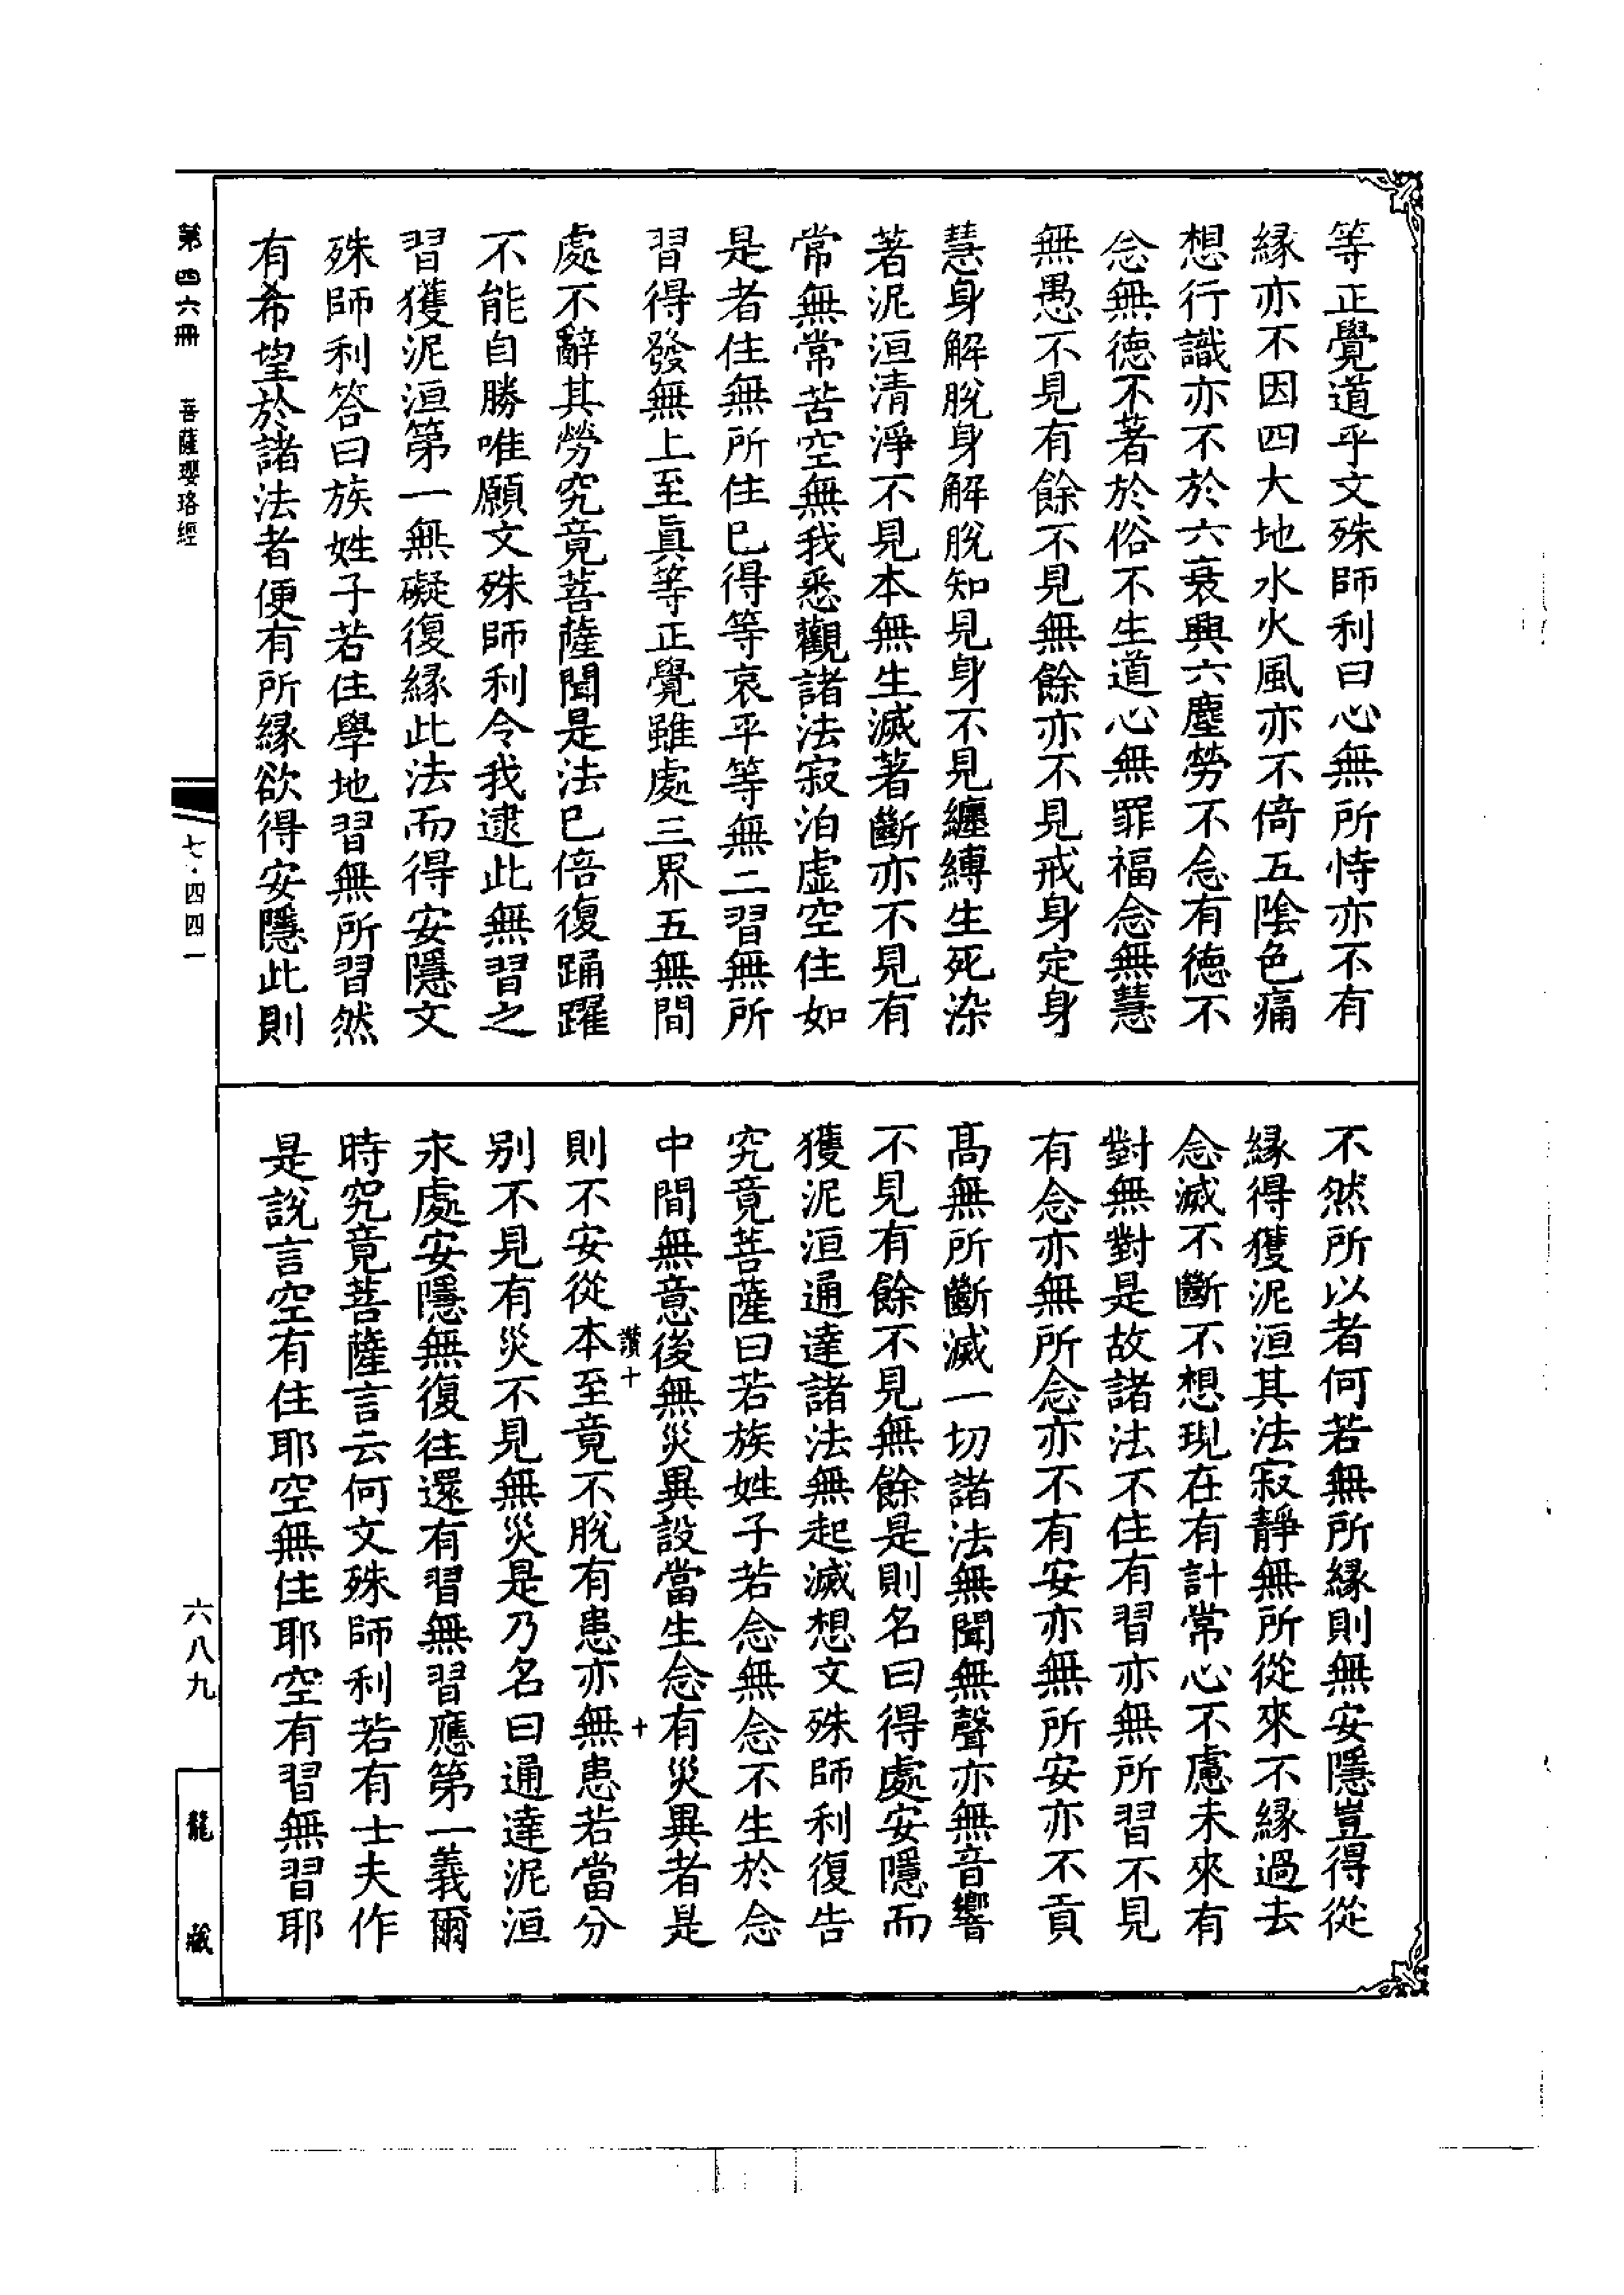 等正覺道乎文殊師利曰心無所恃亦不有
緣亦不因四大地水火風亦不倚五陰色痛
想行識亦不於六衰興六塵勞不念有德不
念無德不著於俗不生道心無罪福念無慧
無愚不見有餘不見無餘亦不見戒身定身
慧身解脫身解脫知見身不見纏縛生死染
著泥洹清淨不見本無生滅著斷亦不見有
常無常苦空無我悉觀諸法寂泊虛空住如
是者住無所住已得等哀平等無二習無所
習得發無上至眞等正覺雖處三界五無間
處不辭其勞究竟菩薩聞是法已倍復踊躍
不能自勝唯願文殊師利令我逮此無習之
習獲泥洹第一無礙復緣此法而得安隱文
殊師利答曰族姓子若住學地習無所習然
有希望於諸法者便有所緣欲得安隱此則
不然所以者何若無所緣則無安隱豈得從
緣得獲泥洹其法寂靜無所從來不緣過去
念滅不斷不想現在有計常心不慮未來有
對無對是故諸法不住有習亦無所習不見
有念亦無所念亦不有安亦無所安亦不貢
髙無所斷滅一切諸法無聞無聲亦無音響
不見有餘不見無餘是則名曰得處安隱而
獲泥洹通達諸法無起滅想文殊師利復告
究竟菩薩曰若族姓子若念無念不生於念
中間無意後無災異設當生念有災異者是
則不安從本至竟不脫有患亦無患若當分
別不見有災不見無災是乃名曰通達泥洹
求處安隱無復往還有習無習應第一義爾
時究竟菩薩言云何文殊師利若有士夫作
是說言空有住耶空無住耶空有習無習耶
讚十
十
第四六冊
菩薩瓔珞經
七·四四一
六八九
龍藏